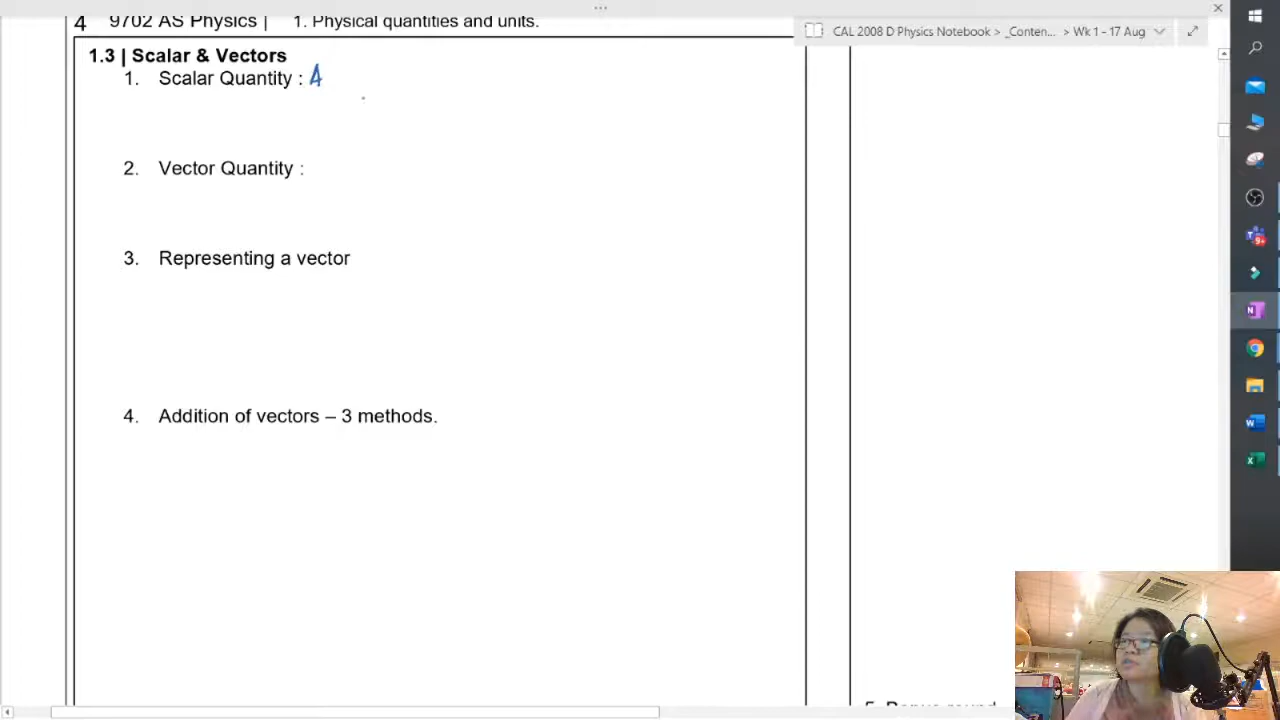 4 9702 AS Physics | 1. Physical quantities and units.
CAL 2008 D Physics Notebook > _Conten... > Wk 1 - 17 Aug
1.3 | Scalar & Vectors
1. Scalar Quantity : A
2. Vector Quantity :
3. Representing a vector
4. Addition of vectors – 3 methods.